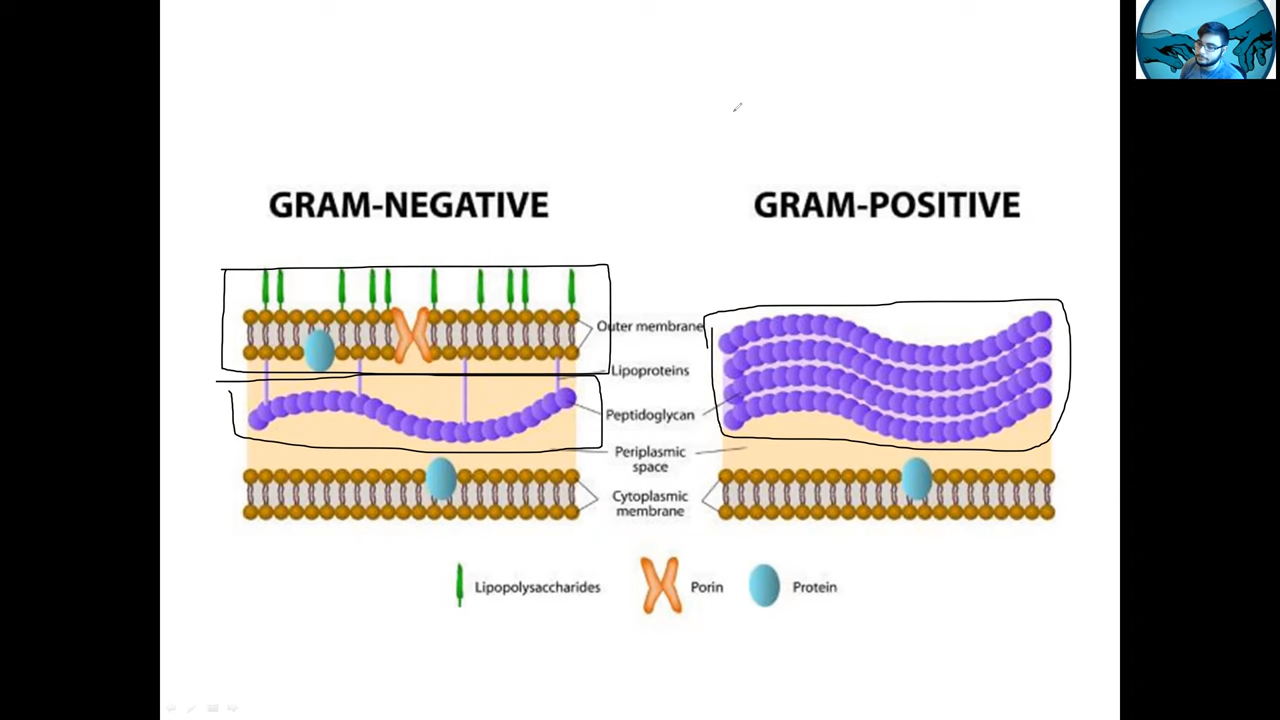 GRAM-NEGATIVE
GRAM-POSITIVE
Outer membrane
Lipoproteins
Peptidoglycan
Periplasmic
space
Cytoplasmic
membrane
Lipopolysaccharides
Porin
Protein